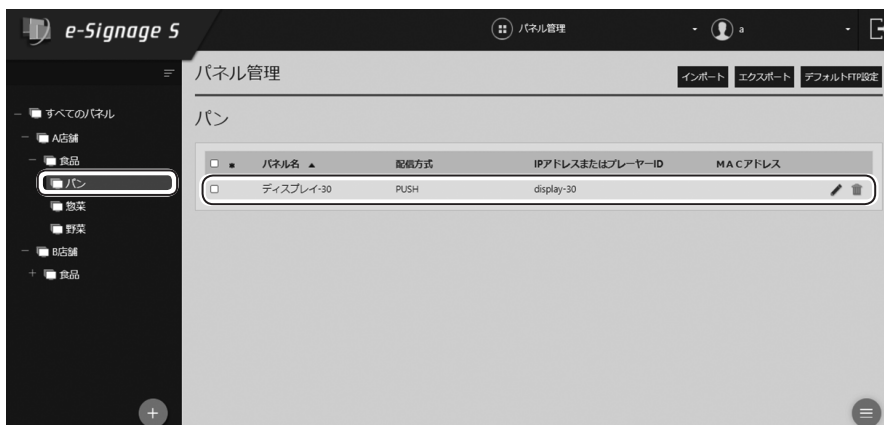 e-Signage S
パネル管理
a
パネル管理
インポート
エクスポート
デフォルトFTP設定
すべてのパネル
A店舗
食品
パン
惣菜
野菜
B店舗
食品
パン
パネル名 ▲ 配信方式 IPアドレスまたはプレーヤーID MACアドレス
ディスプレイ-30 PUSH display-30